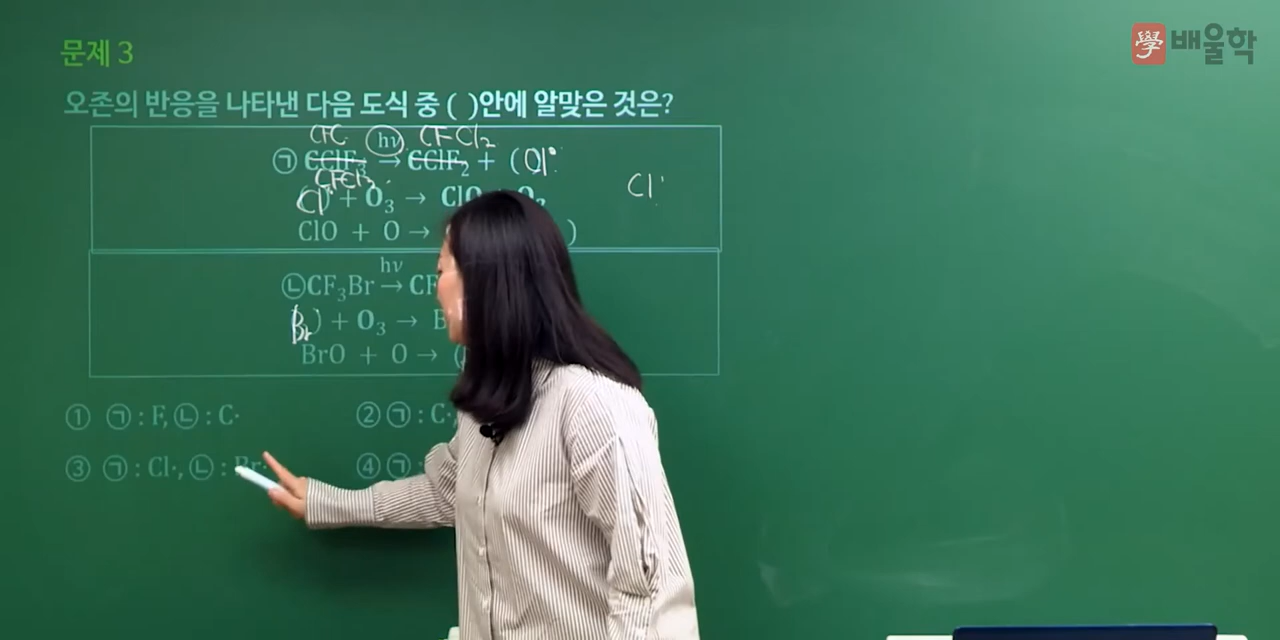 學 배울학
문제 3
오존의 반응을 나타낸 다음 도식 중 ( )안에 알맞은 것은?
CFC hν CFCl₂
㉠ CClF₃ → CClF₂ + ( Cl·
CFCl₃
Cl· + O₃ → ClO O₂ Cl·
ClO + O → )
hν
㉡CF₃Br → CF
Br ) + O₃ → B
BrO + O → (
① ㉠ : F, ㉡ : C·
② ㉠ : C·
③ ㉠ : Cl·, ㉡ : Br·
④ ㉠ :